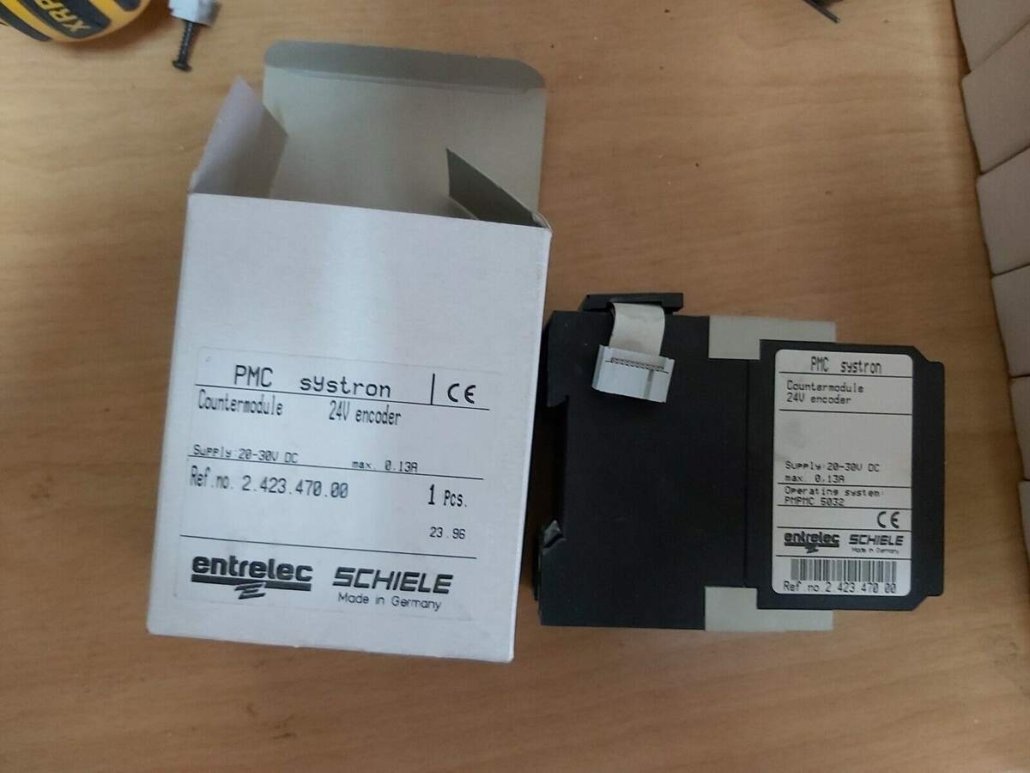 XRP
PMC systron CE
Countermodule 24V encoder
Supply:20-30V DC max. 0.13A
Ref.no. 2.423.470.00
1 Pcs.
23.96
entrelec SCHIELE
Made in Germany
PMC systron
Countermodule
24V encoder
Supply:20-30V DC
max. 0.13A
Operating system:
PMPMC 5032
CE
entrelec SCHIELE
Made in Germany
Ref no 2.423.470.00